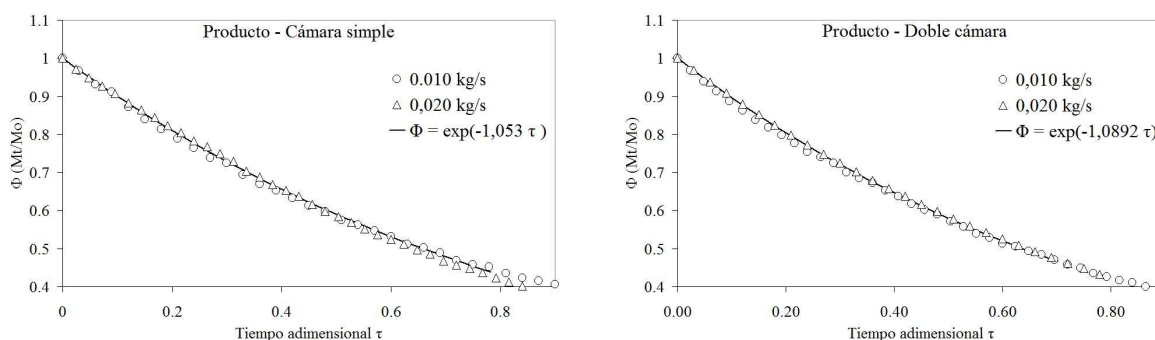 Producto - Cámara simple
1.1
1
0.9
0.8
0.7
0.6
0.5
0.4
Φ (Mt/Mo)
○ 0.010 kg/s
△ 0,020 kg/s
Φ = exp(-1,053 τ )
0
0.2
0.4
0.6
0.8
Tiempo adimensional τ
Producto - Doble cámara
1.1
1
0.9
0.8
0.7
0.6
0.5
0.4
Φ (Mt/Mo)
○ 0,010 kg/s
△ 0,020 kg/s
Φ = exp(-1,0892 τ)
0.00
0.20
0.40
0.60
0.80
Tiempo adimensional τ